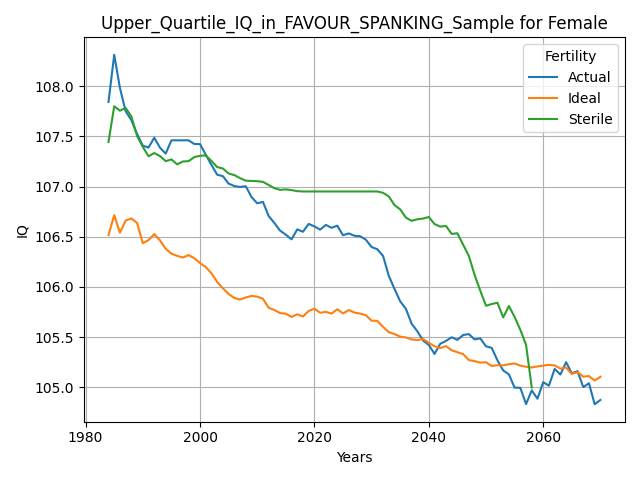 Upper_Quartile_IQ_in_FAVOUR_SPANKING_Sample for Female
Fertility
Actual
Ideal
Sterile
108.0
107.5
107.0
106.5
106.0
105.5
105.0
IQ
1980
2000
2020
2040
2060
Years